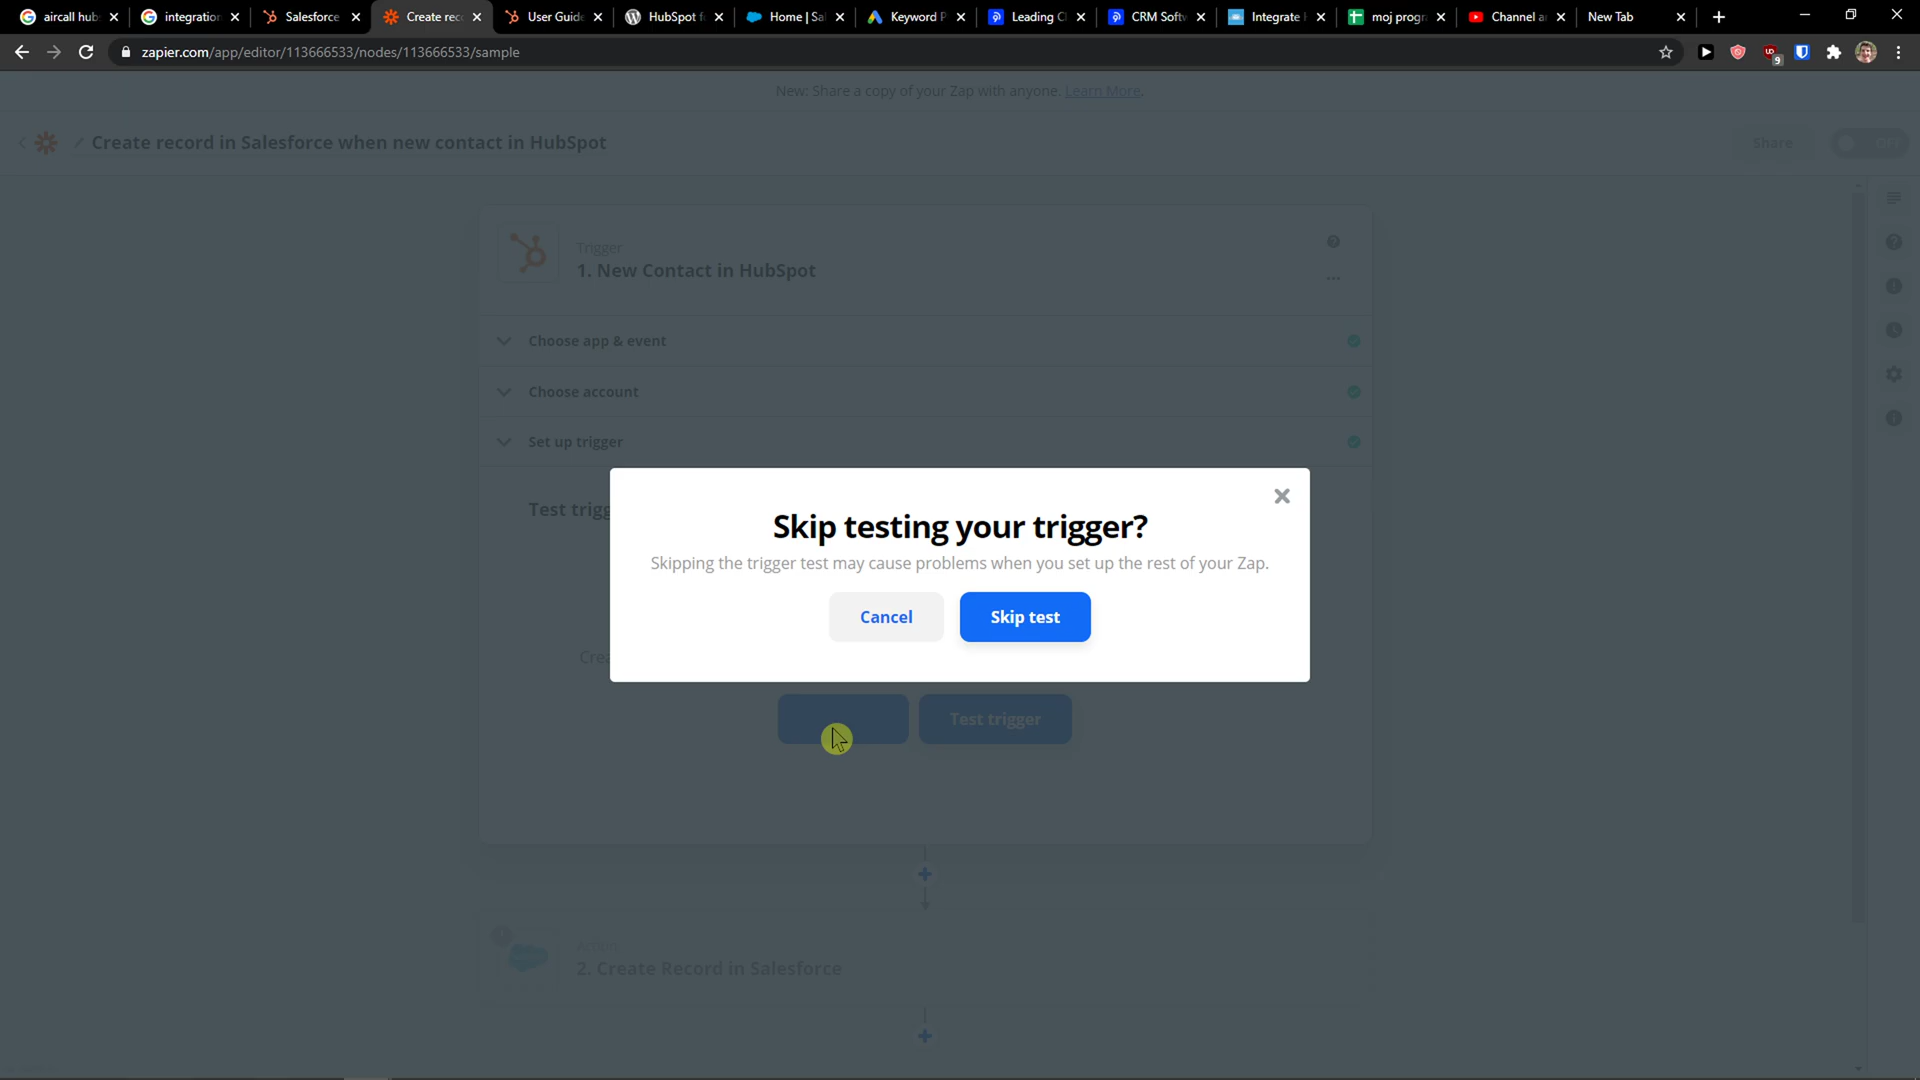 aircall hub
integration
Salesforce
Create rec
User Guide
HubSpot f
Home | Sa
Keyword P
Leading C
CRM Softw
Integrate
moj progr
Channel a
New Tab
zapier.com/app/editor/113666533/nodes/113666533/sample
9
New: Share a copy of your Zap with anyone. Learn More.
Create record in Salesforce when new contact in HubSpot
Share
OFF
Trigger
1. New Contact in HubSpot
Choose app & event
Choose account
Set up trigger
Test trigg
Skip testing your trigger?
Skipping the trigger test may cause problems when you set up the rest of your Zap.
Cancel
Skip test
Crea
Test trigger
Action
2. Create Record in Salesforce